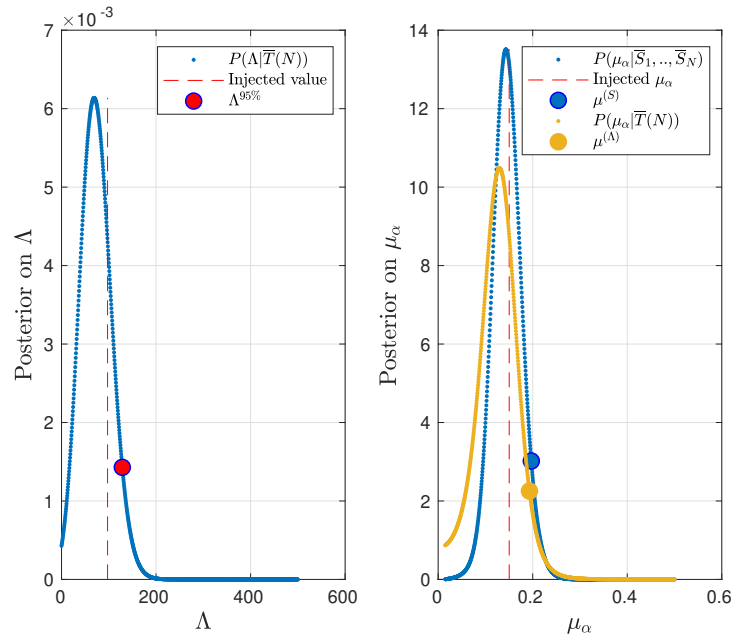 ×10⁻³
7
6
5
4
3
2
1
0
0
200
400
600
Posterior on Λ
Λ
P(Λ|T̅(N))
Injected value
Λ^{95%}
14
12
10
8
6
4
2
0
0
0.2
0.4
0.6
Posterior on μ_α
μ_α
P(μ_α|S̅₁,..,S̅_N)
Injected μ_α
μ^{(S)}
P(μ_α|T̅(N))
μ^{(Λ)}